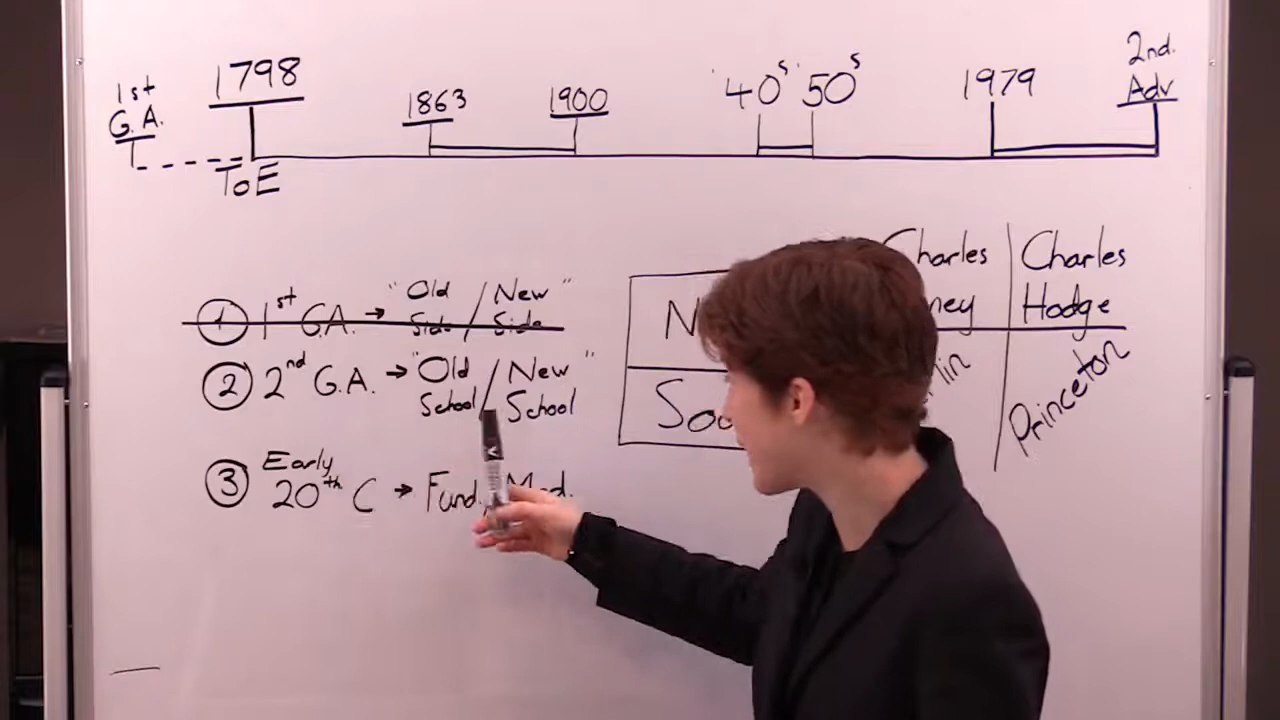 1st
G.A.
1798
1863
1900
'40s '50s
1979
2nd.
Adv
ToE
① 1st G.A. → "Old / New"
Side / Side
② 2nd G.A. → "Old / New"
School / School
③ Early
20th C → Fund. / Mod.
N
Sou
Charles
ney
Charles
Hodge
lin
Princeton